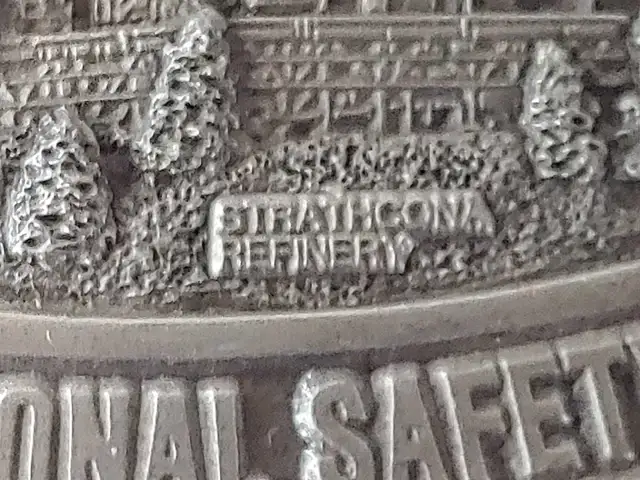 STRATHCONA
REFINERY
ONAL SAFET